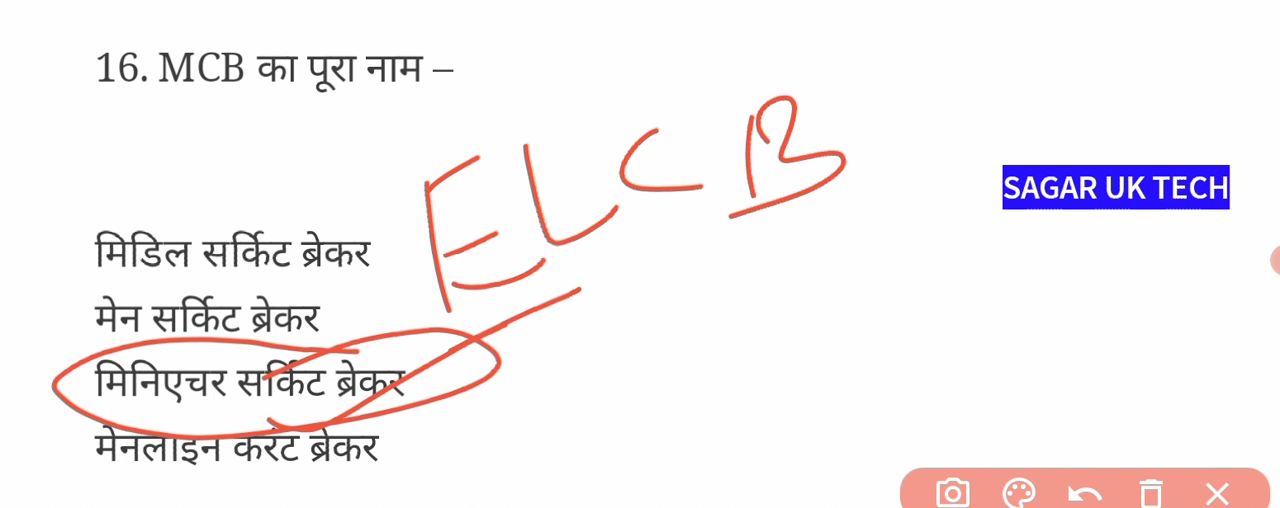 16. MCB का पूरा नाम –
ELCB
SAGAR UK TECH
मिडिल सर्किट ब्रेकर
मेन सर्किट ब्रेकर
मिनिएचर सर्किट ब्रेकर
मेनलाइन करंट ब्रेकर